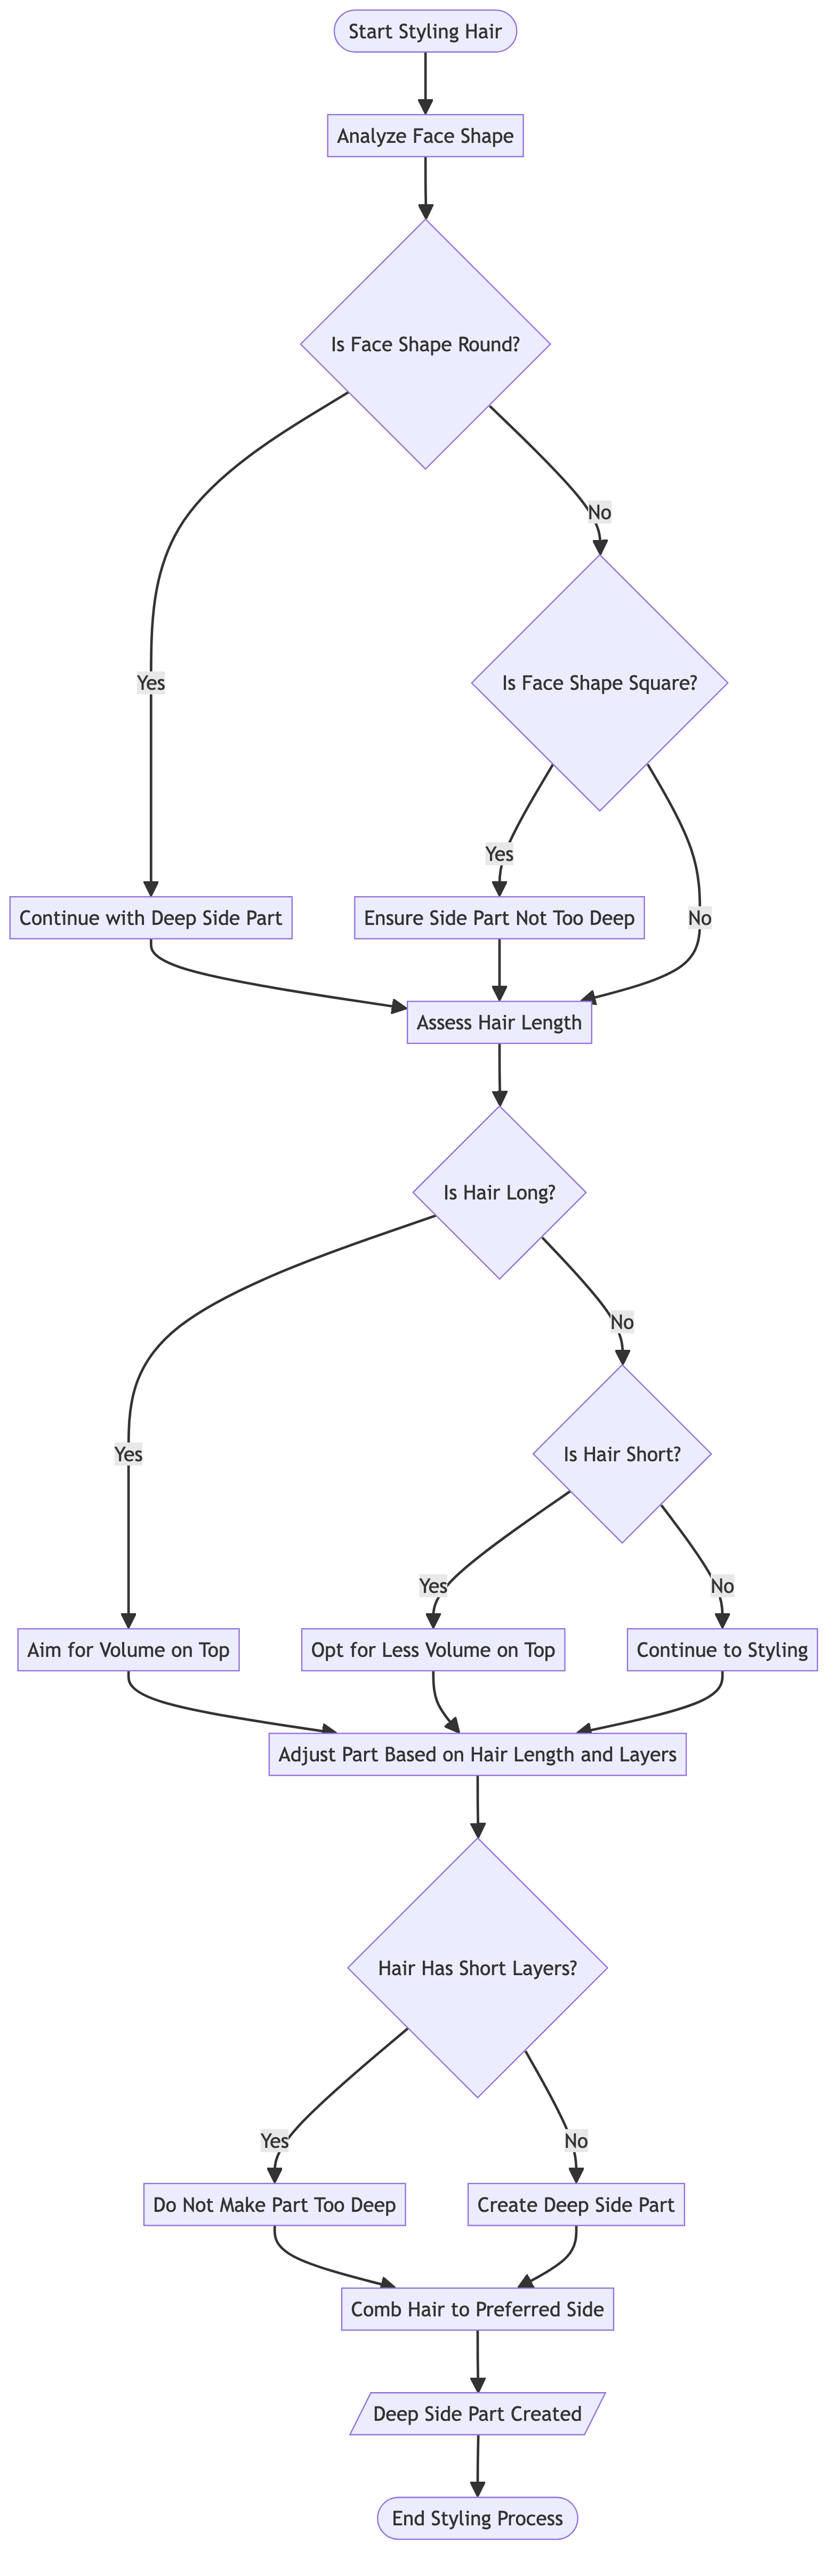 Start Styling Hair
Analyze Face Shape
Is Face Shape Round?
No
Yes
Is Face Shape Square?
Yes
No
Continue with Deep Side Part
Ensure Side Part Not Too Deep
Assess Hair Length
Is Hair Long?
No
Yes
Is Hair Short?
Yes
No
Aim for Volume on Top
Opt for Less Volume on Top
Continue to Styling
Adjust Part Based on Hair Length and Layers
Hair Has Short Layers?
Yes
No
Do Not Make Part Too Deep
Create Deep Side Part
Comb Hair to Preferred Side
Deep Side Part Created
End Styling Process